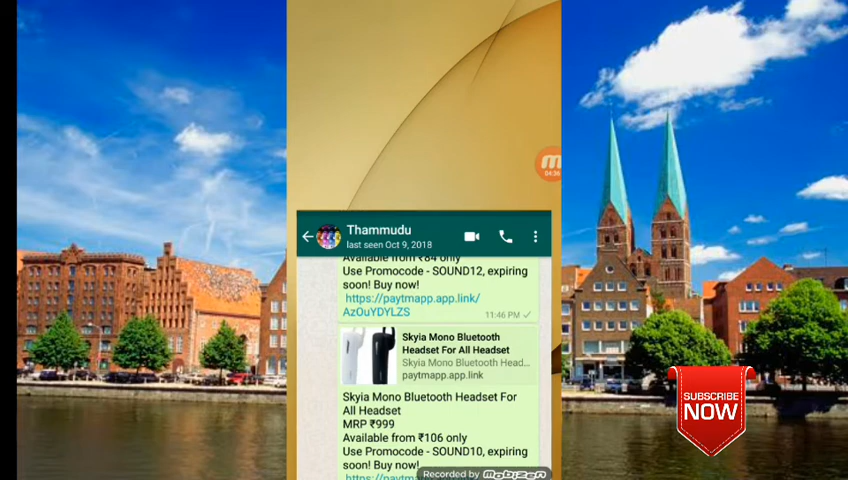 M
04:36
Thammudu
last seen Oct 9, 2018
Available from ₹84 only
Use Promocode - SOUND12, expiring
soon! Buy now!
https://paytmapp.app.link/
AzOuYDYLZS
11:46 PM
Skyia Mono Bluetooth
Headset For All Headset
Skyia Mono Bluetooth Head...
paytmapp.app.link
Skyia Mono Bluetooth Headset For
All Headset
MRP ₹999
Available from ₹106 only
Use Promocode - SOUND10, expiring
soon! Buy now!
Recorded by mobizen
SUBSCRIBE
NOW